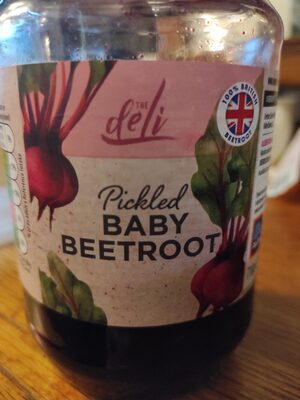 THE
deli
100% BRITISH
BEETROOT
Pickled
BABY
BEETROOT